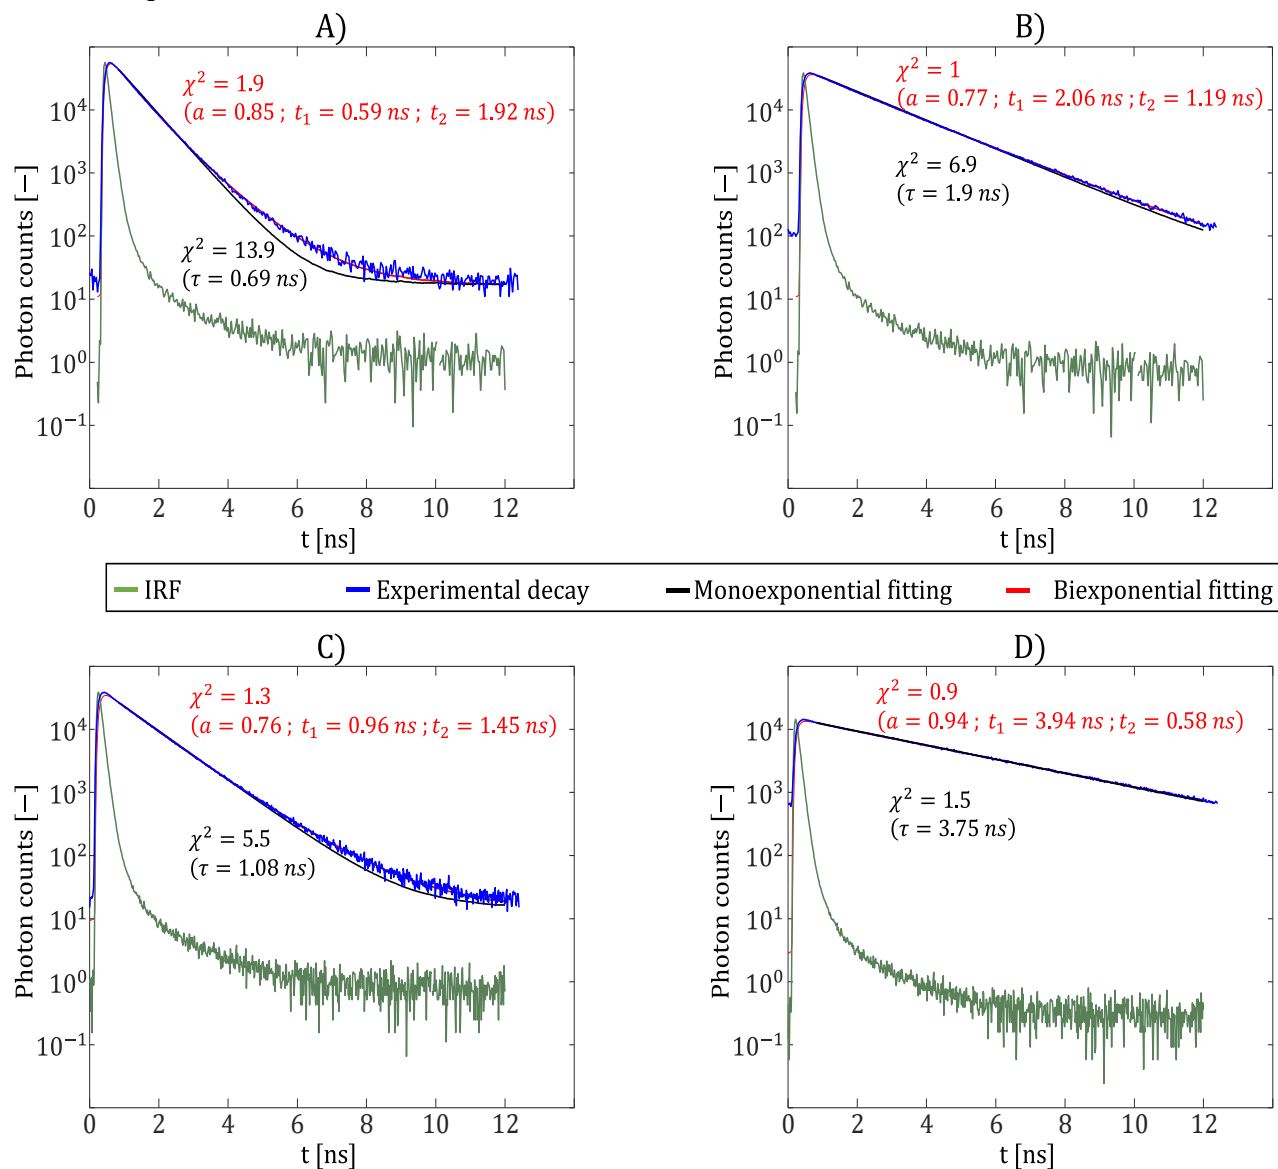 A)
χ² = 1.9
(a = 0.85 ; t₁ = 0.59 ns ; t₂ = 1.92 ns)
χ² = 13.9
(τ = 0.69 ns)
Photon counts [—]
10⁴
10³
10²
10¹
10⁰
10⁻¹
0 2 4 6 8 10 12
t [ns]
B)
χ² = 1
(a = 0.77 ; t₁ = 2.06 ns ; t₂ = 1.19 ns)
χ² = 6.9
(τ = 1.9 ns)
Photon counts [—]
10⁴
10³
10²
10¹
10⁰
10⁻¹
0 2 4 6 8 10 12
t [ns]
IRF Experimental decay Monoexponential fitting Biexponential fitting
C)
χ² = 1.3
(a = 0.76 ; t₁ = 0.96 ns ; t₂ = 1.45 ns)
χ² = 5.5
(τ = 1.08 ns)
Photon counts [—]
10⁴
10³
10²
10¹
10⁰
10⁻¹
0 2 4 6 8 10 12
t [ns]
D)
χ² = 0.9
(a = 0.94 ; t₁ = 3.94 ns ; t₂ = 0.58 ns)
χ² = 1.5
(τ = 3.75 ns)
Photon counts [—]
10⁴
10³
10²
10¹
10⁰
10⁻¹
0 2 4 6 8 10 12
t [ns]